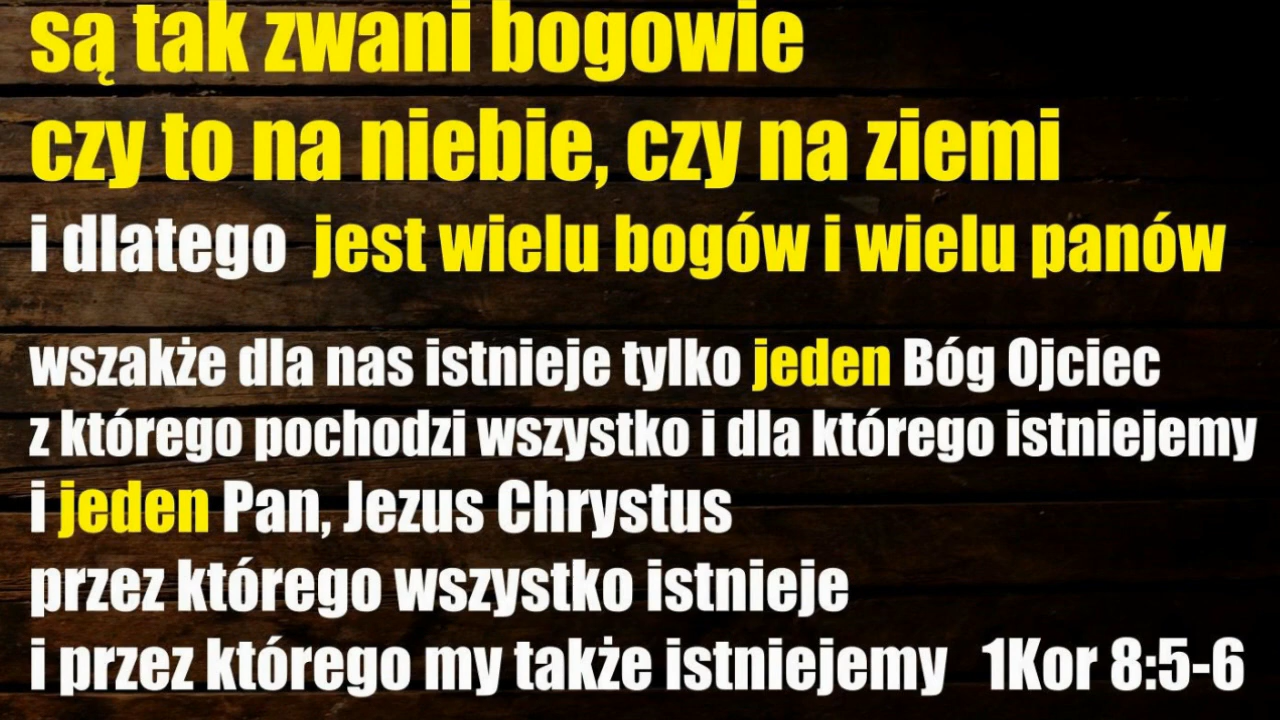 są tak zwani bogowie
czy to na niebie, czy na ziemi
i dlatego jest wielu bogów i wielu panów
wszakże dla nas istnieje tylko jeden Bóg Ojciec
z którego pochodzi wszystko i dla którego istniejemy
i jeden Pan, Jezus Chrystus
przez którego wszystko istnieje
i przez którego my także istniejemy 1Kor 8:5-6